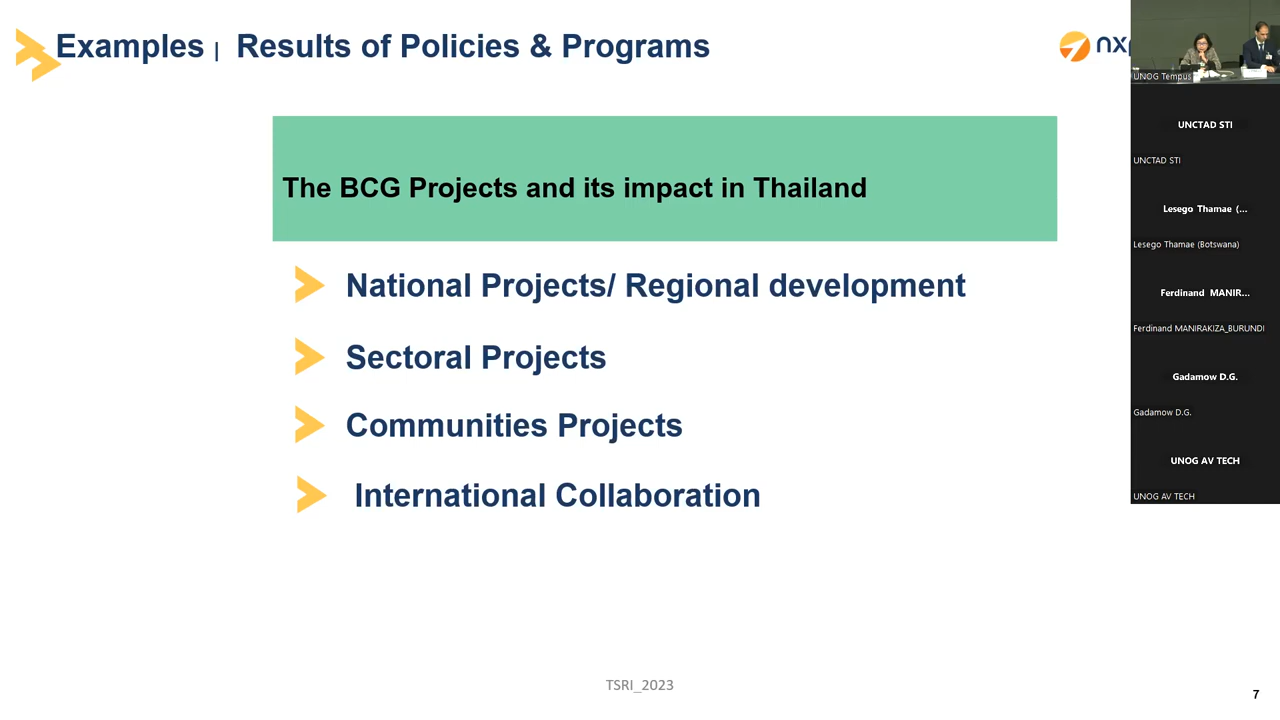 Examples | Results of Policies & Programs
The BCG Projects and its impact in Thailand
National Projects/ Regional development
Sectoral Projects
Communities Projects
International Collaboration
TSRI_2023
7
UNOG Tempus
UNCTAD STI
UNCTAD STI
Lesego Thamae (...
Lesego Thamae (Botswana)
Ferdinand MANIR...
Ferdinand MANIRAKIZA_BURUNDI
Gadamow D.G.
Gadamow D.G.
UNOG AV TECH
UNOG AV TECH